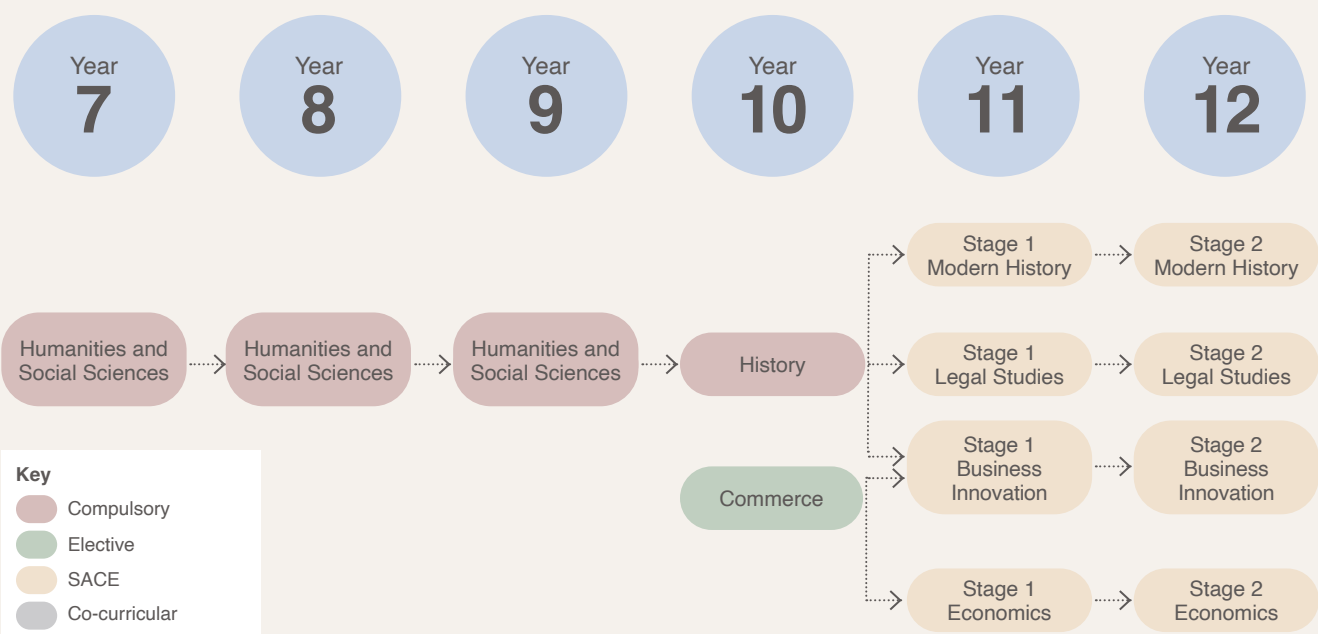 Year
7
Year
8
Year
9
Year
10
Year
11
Year
12
Humanities and
Social Sciences
Humanities and
Social Sciences
Humanities and
Social Sciences
History
Commerce
Stage 1
Modern History
Stage 2
Modern History
Stage 1
Legal Studies
Stage 2
Legal Studies
Stage 1
Business
Innovation
Stage 2
Business
Innovation
Stage 1
Economics
Stage 2
Economics
Key
Compulsory
Elective
SACE
Co-curricular